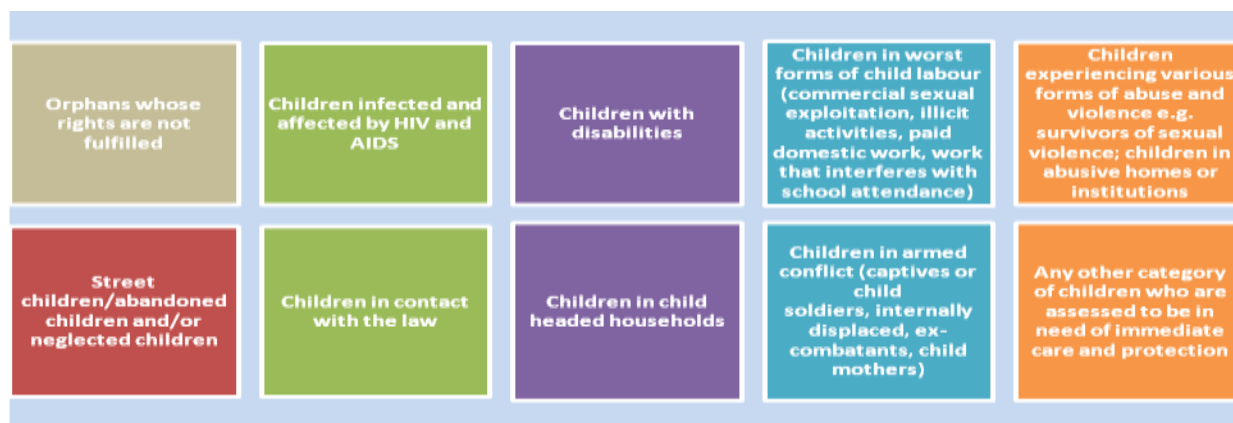 Orphans whose
rights are not
fulfilled
Children infected and
affected by HIV and
AIDS
Children with
disabilities
Children in worst
forms of child labour
(commercial sexual
exploitation, illicit
activities, paid
domestic work, work
that interferes with
school attendance)
Children
experiencing various
forms of abuse and
violence e.g.
survivors of sexual
violence; children in
abusive homes or
institutions
Street
children/abandoned
children and/or
neglected children
Children in contact
with the law
Children in child
headed households
Children in armed
conflict (captives or
child
soldiers, internally
displaced, ex-
combatants, child
mothers)
Any other category
of children who are
assessed to be in
need of immediate
care and protection